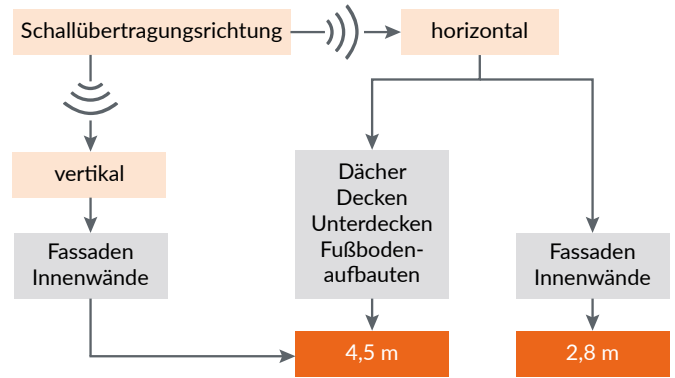 Schallübertragungsrichtung
horizontal
vertikal
Fassaden
Innenwände
Dächer
Decken
Unterdecken
Fußboden-
aufbauten
Fassaden
Innenwände
4,5 m
2,8 m